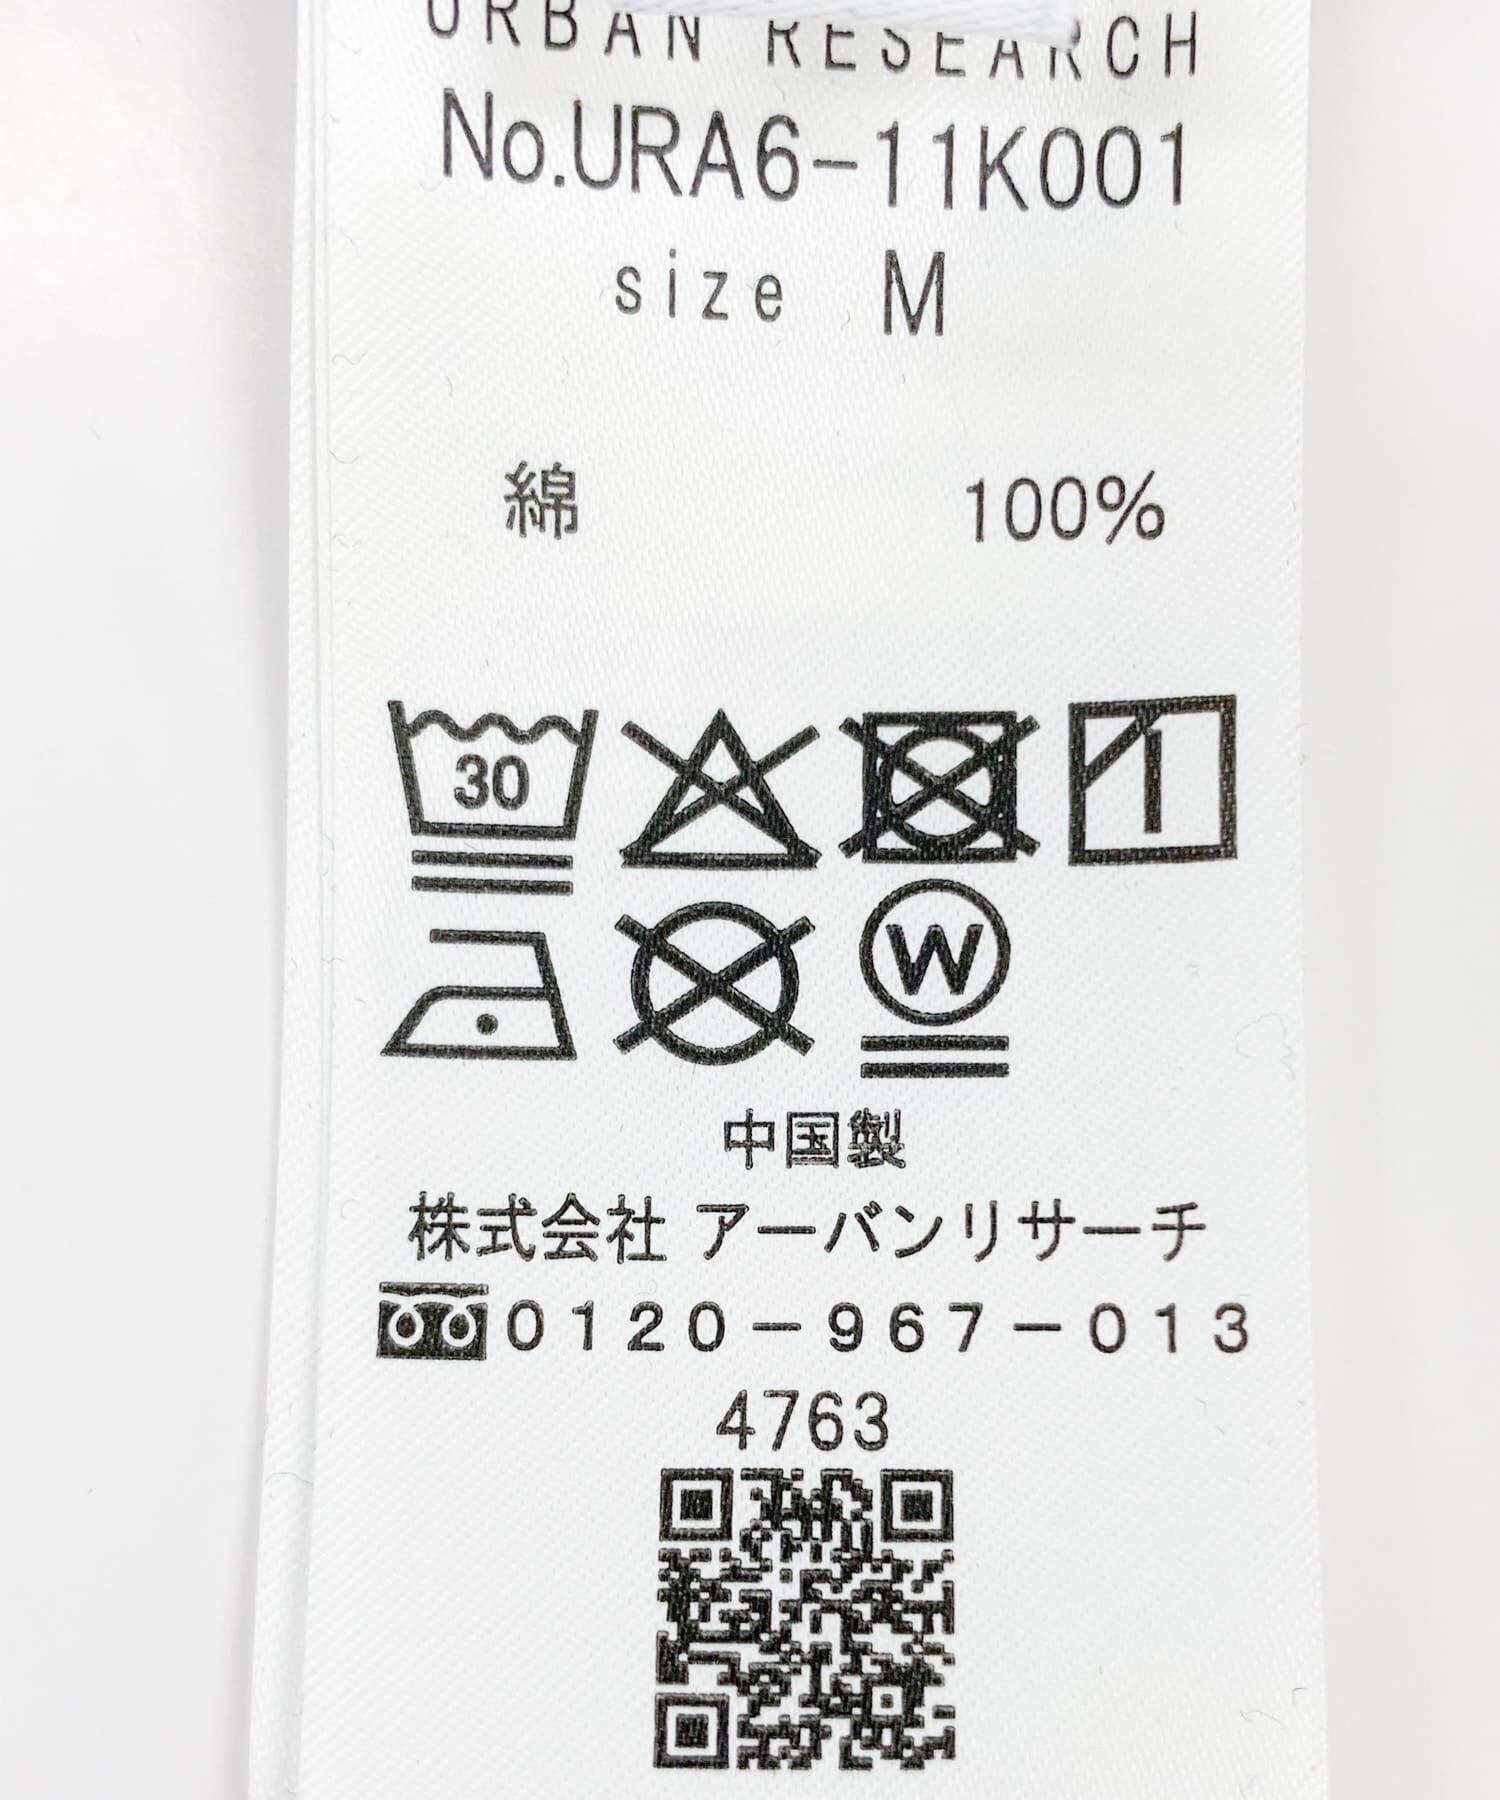 URBAN RESEARCH
No.URA6-11K001
size M
綿 100%
30
W
中国製
株式会社 アーバンリサーチ
0120-967-013
4763